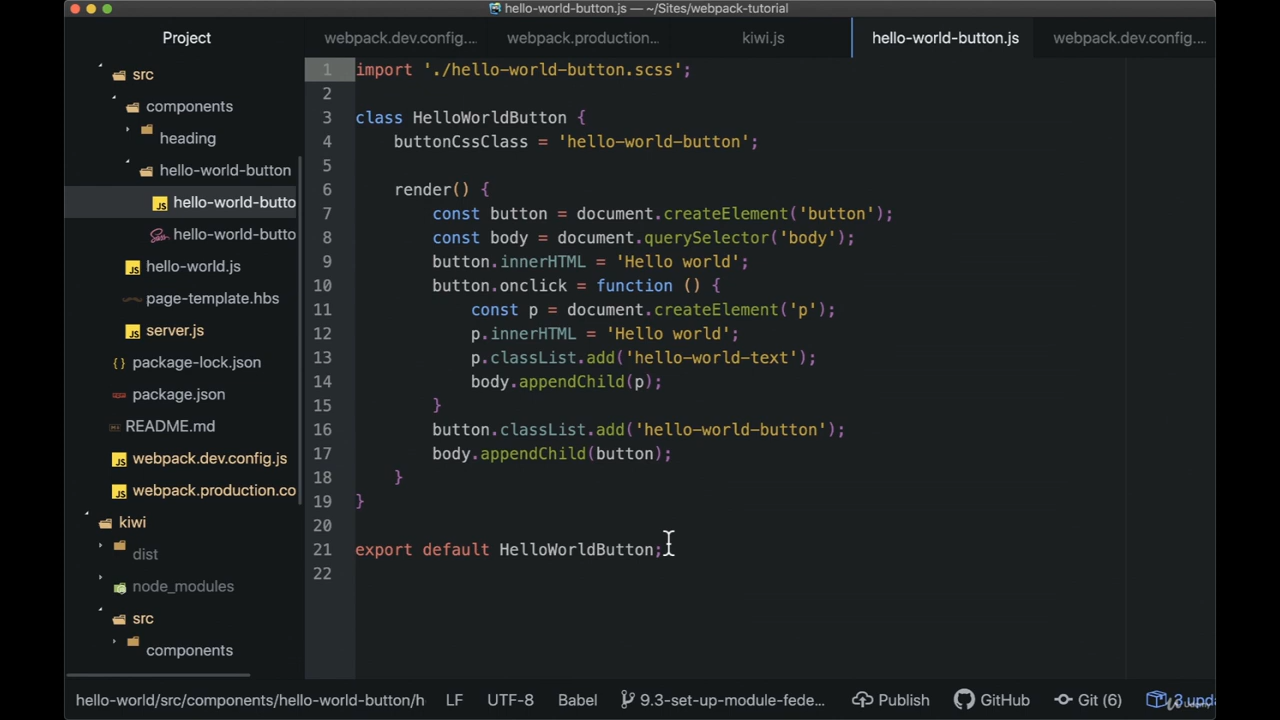 hello-world-button.js — ~/Sites/webpack-tutorial
Project
webpack.dev.config....
webpack.production...
kiwi.js
hello-world-button.js
webpack.dev.config....
src
components
heading
hello-world-button
hello-world-butto
hello-world-butto
hello-world.js
page-template.hbs
server.js
package-lock.json
package.json
README.md
webpack.dev.config.js
webpack.production.co
kiwi
dist
node_modules
src
components
1 import './hello-world-button.scss';
2
3 class HelloWorldButton {
4 buttonCssClass = 'hello-world-button';
5
6 render() {
7 const button = document.createElement('button');
8 const body = document.querySelector('body');
9 button.innerHTML = 'Hello world';
10 button.onclick = function () {
11 const p = document.createElement('p');
12 p.innerHTML = 'Hello world';
13 p.classList.add('hello-world-text');
14 body.appendChild(p);
15 }
16 button.classList.add('hello-world-button');
17 body.appendChild(button);
18 }
19 }
20
21 export default HelloWorldButton;
22
hello-world/src/components/hello-world-button/h
LF
UTF-8
Babel
9.3-set-up-module-fede...
Publish
GitHub
Git (6)